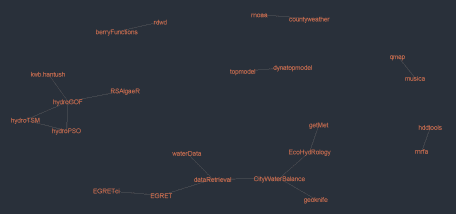 rnoaa
countyweather
rdwd
berryFunctions
qmap
topmodel
dynatopmodel
kwb.hantush
musica
RSAlgaeR
hydroGOF
hydroTSM
getMet
hddtools
hydroPSO
waterData
EcoHydRology
rnrfa
dataRetrieval
CityWaterBalance
EGRETci
EGRET
geoknife